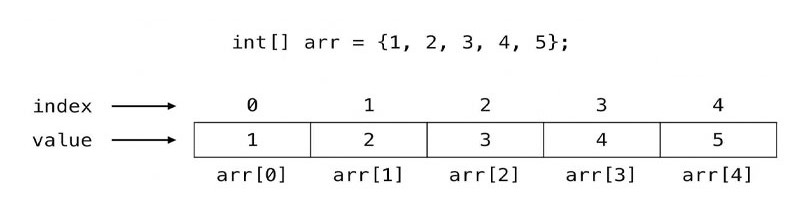 int[] arr = {1, 2, 3, 4, 5};
index 0 1 2 3 4
value 1 2 3 4 5
arr[0] arr[1] arr[2] arr[3] arr[4]